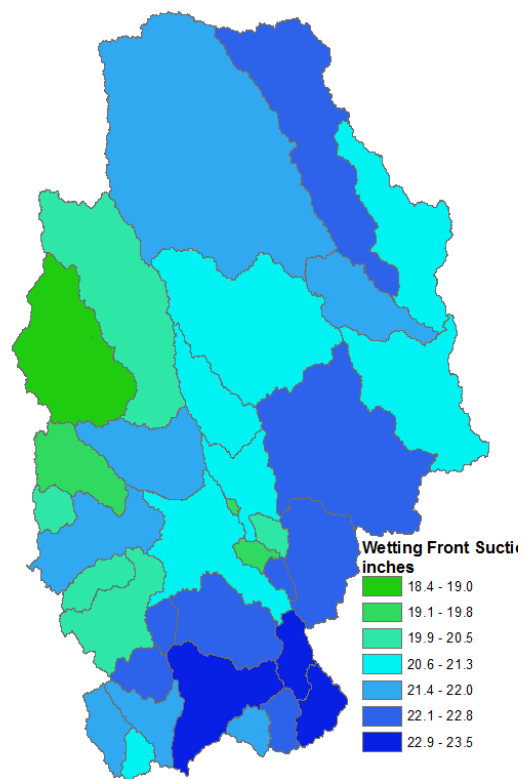 Wetting Front Suctio
inches
18.4 - 19.0
19.1 - 19.8
19.9 - 20.5
20.6 - 21.3
21.4 - 22.0
22.1 - 22.8
22.9 - 23.5